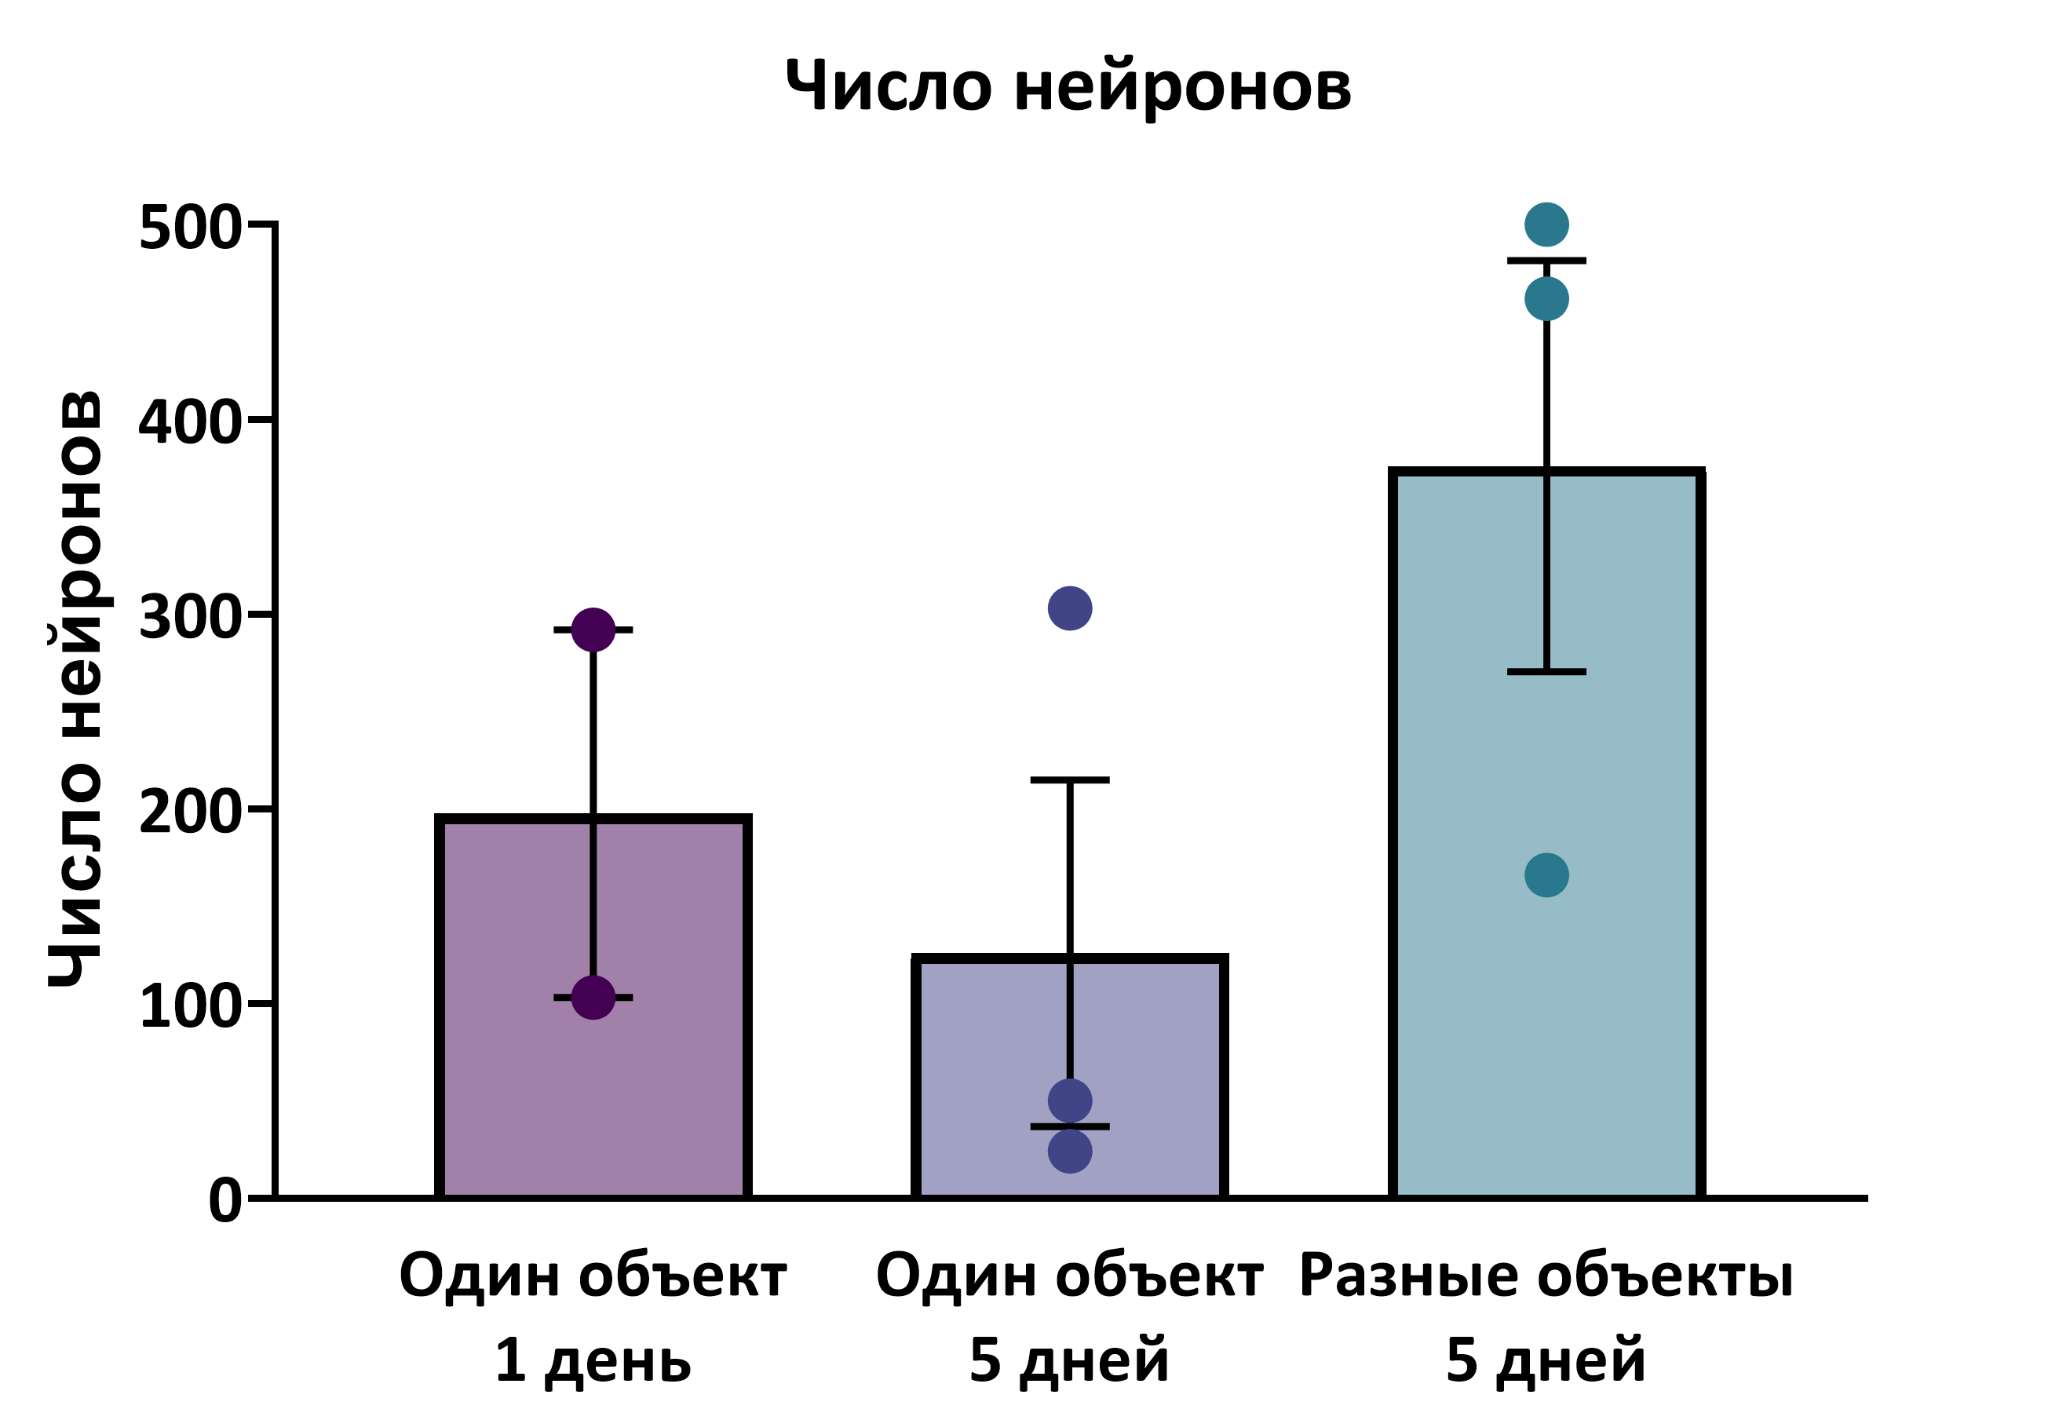 Число нейронов
Число нейронов
500
400
300
200
100
0
Один объект
1 день
Один объект
5 дней
Разные объекты
5 дней